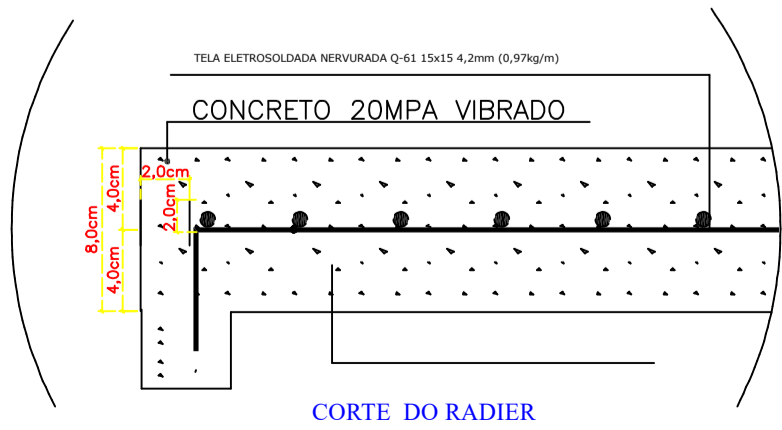 TELA ELETROSOLDADA NERVURADA Q-61 15x15 4,2mm (0,97kg/m)
CONCRETO 20MPA VIBRADO
2,0cm
4,0cm
2,0cm
8,0cm
4,0cm
CORTE DO RADIER